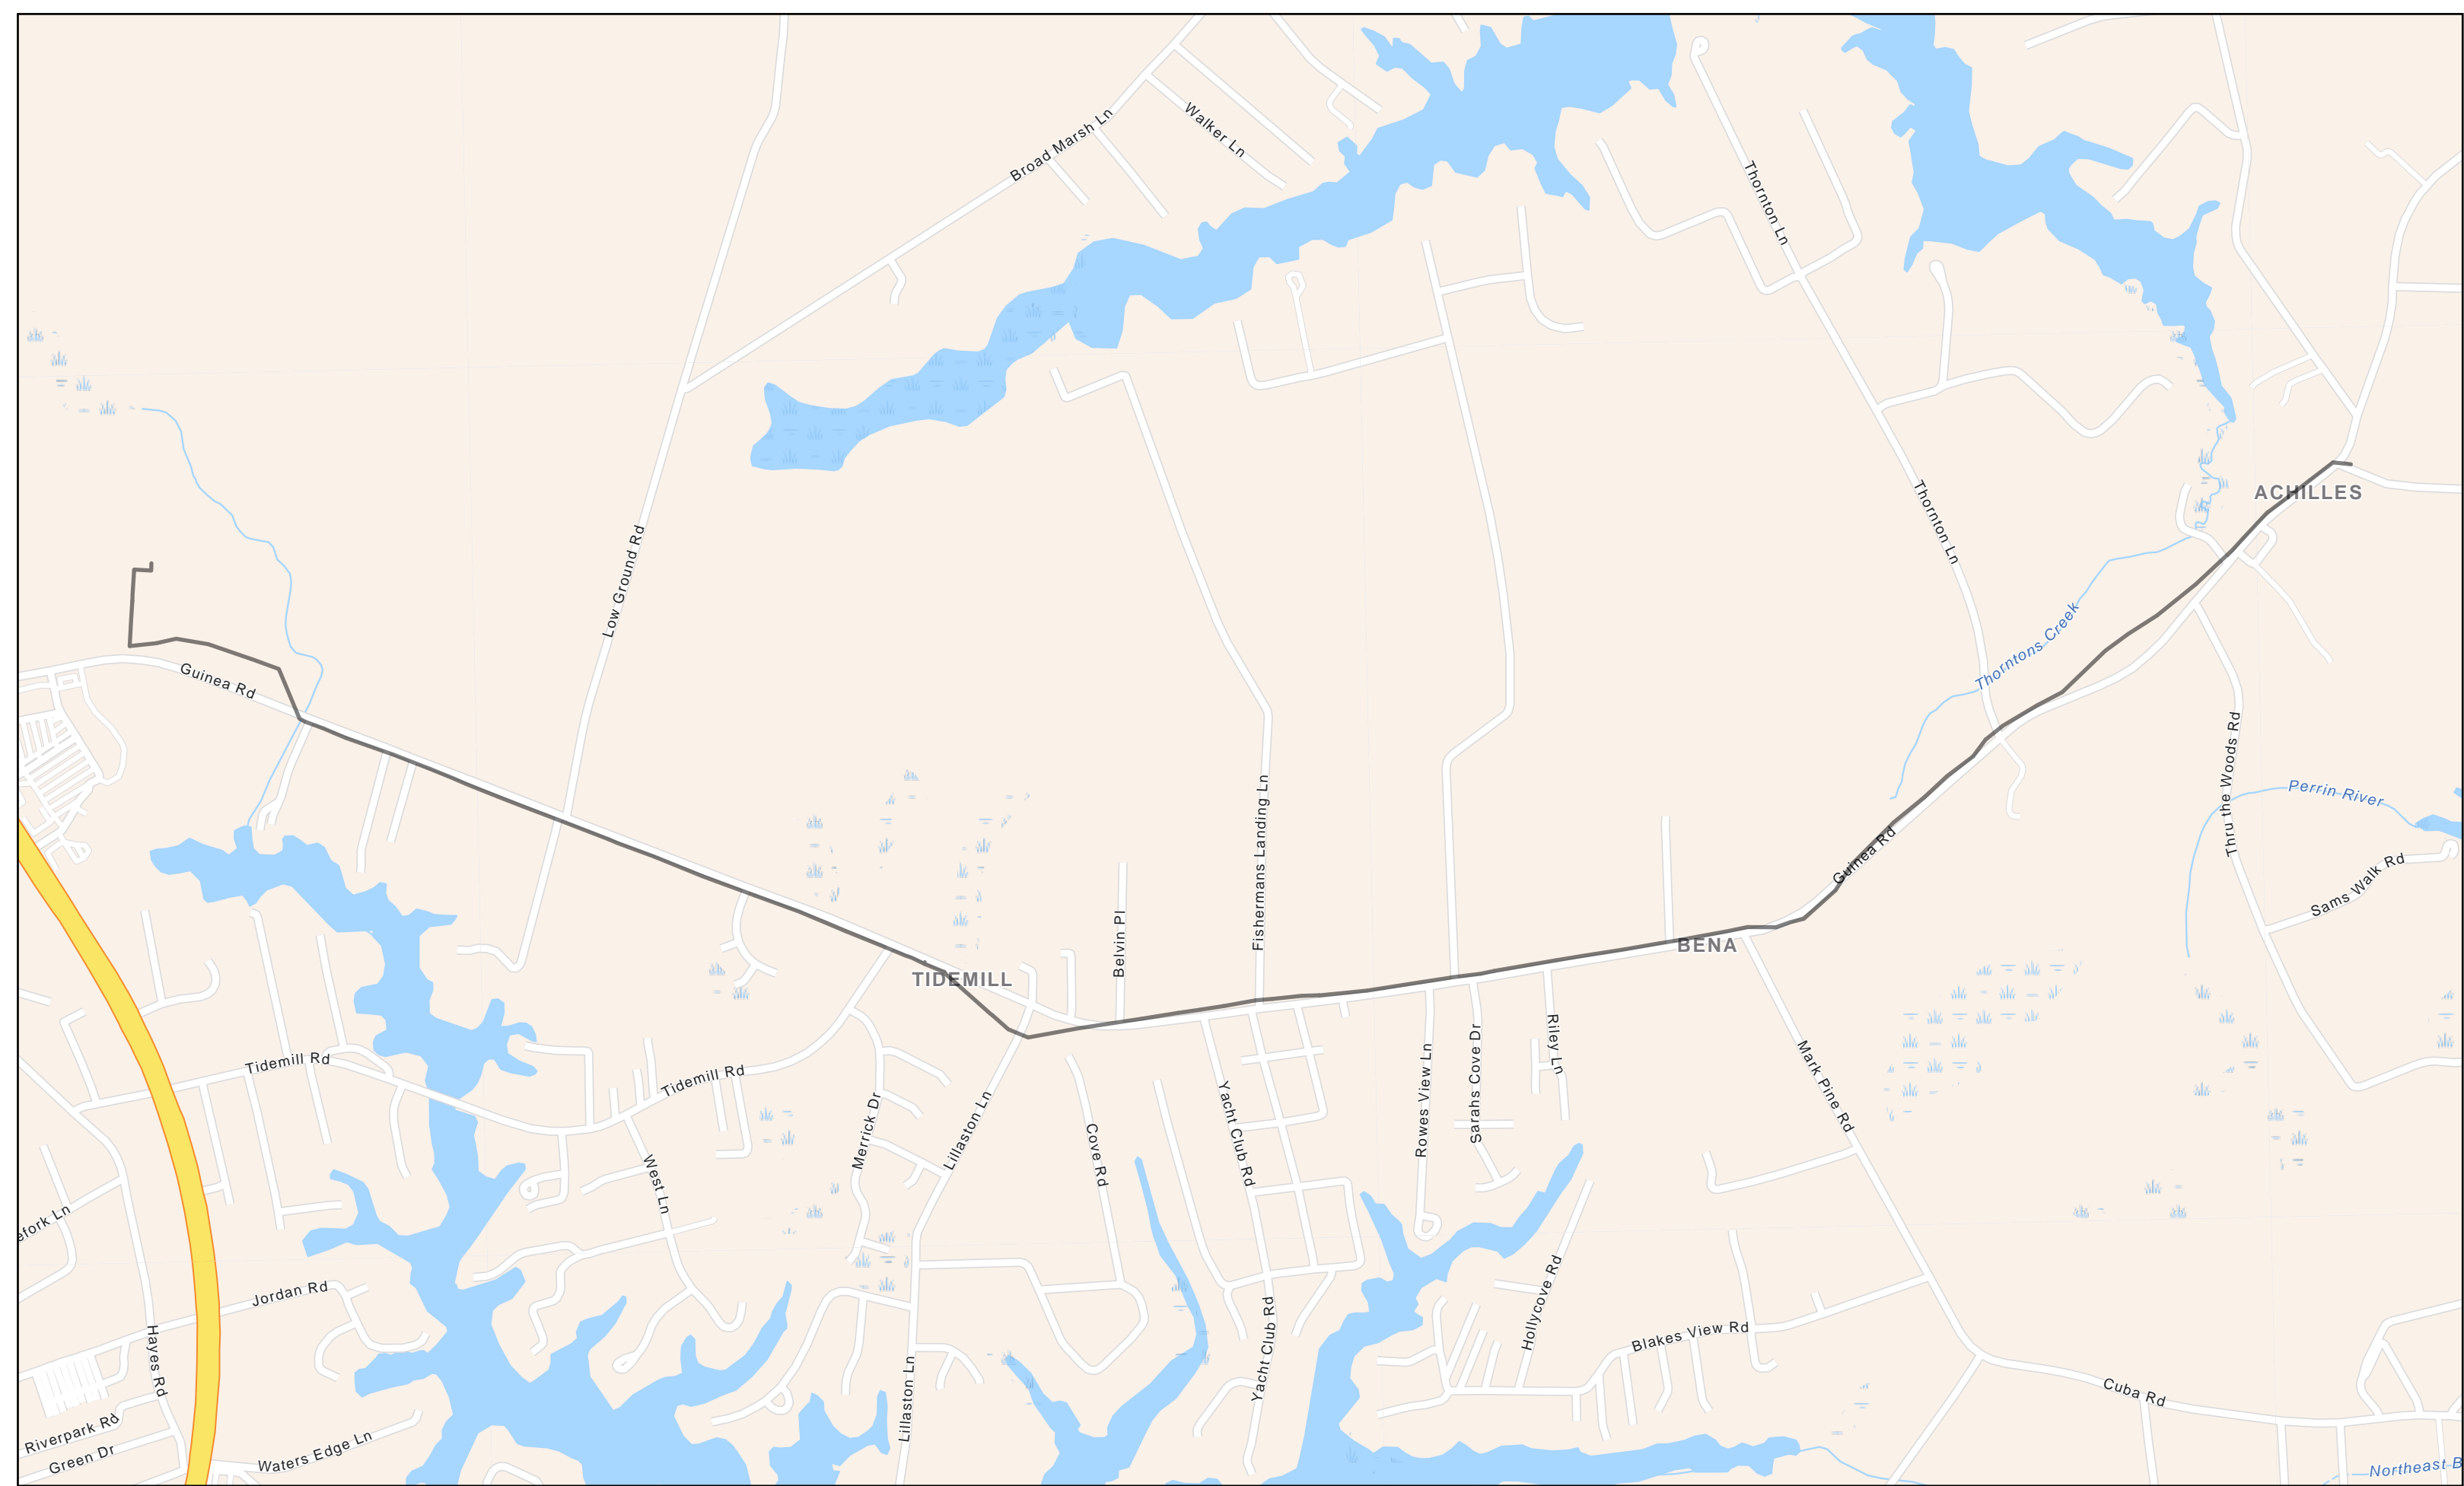 Broad Marsh Ln
Walker Ln
Thornton Ln
Low Ground Rd
Thornton Ln
ACHILLES
Guinea Rd
Thorntons Creek
Fishermans Landing Ln
Thru the Woods Rd
Perrin River
Guinea Rd
Sams Walk Rd
Belvin Pl
BENA
TIDEMILL
Tidemill Rd
Tidemill Rd
Merrick Dr
Lillaston Ln
Cove Rd
Yacht Club Rd
Rowes View Ln
Sarahs Cove Dr
Riley Ln
Mark Pine Rd
West Ln
efork Ln
Jordan Rd
Hayes Rd
Hollycove Rd
Blakes View Rd
Yacht Club Rd
Lillaston Ln
Cuba Rd
Riverpark Rd
Green Dr
Waters Edge Ln
Northeast B